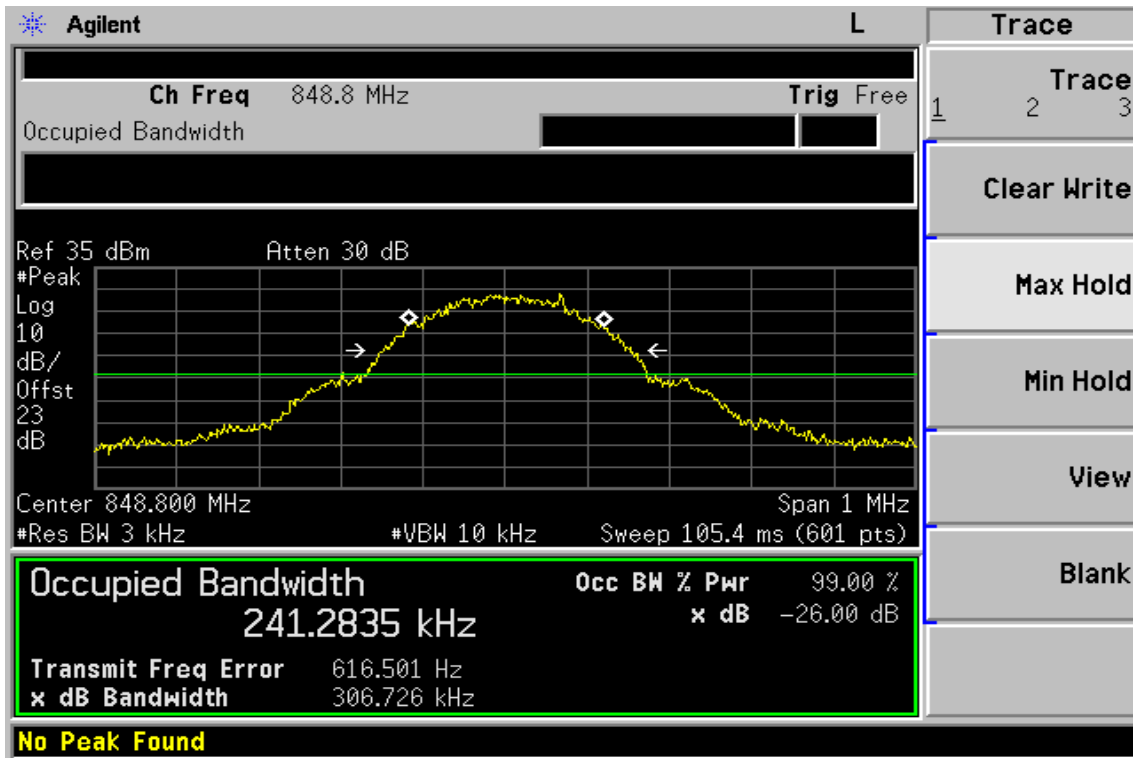 Agilent L Trace
Ch Freq 848.8 MHz Trig Free
Occupied Bandwidth
Trace
1 2 3
Clear Write
Max Hold
Min Hold
View
Blank
Ref 35 dBm Atten 30 dB
#Peak
Log
10
dB/
Offst
23
dB
Center 848.800 MHz Span 1 MHz
#Res BW 3 kHz #VBW 10 kHz Sweep 105.4 ms (601 pts)
Occupied Bandwidth Occ BW % Pwr 99.00 %
241.2835 kHz x dB -26.00 dB
Transmit Freq Error 616.501 Hz
x dB Bandwidth 306.726 kHz
No Peak Found